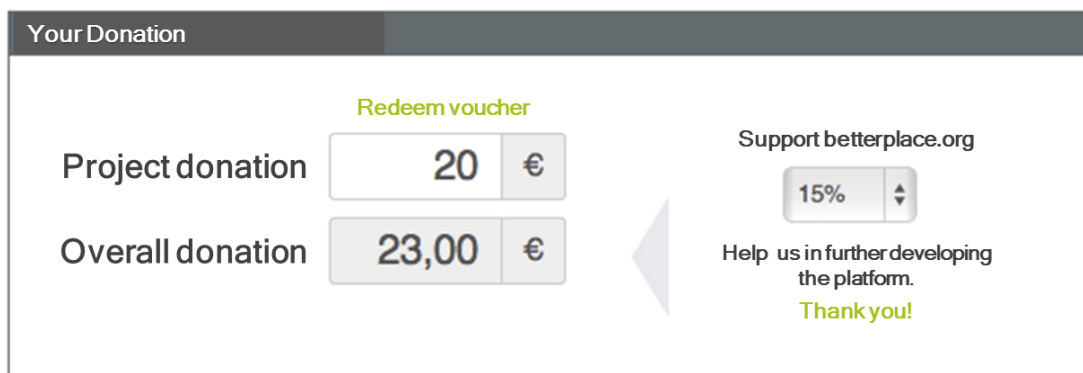 Your Donation
Redeem voucher
Project donation 20 €
Overall donation 23,00 €
Support betterplace.org
15%
Help us in further developing
the platform.
Thank you!